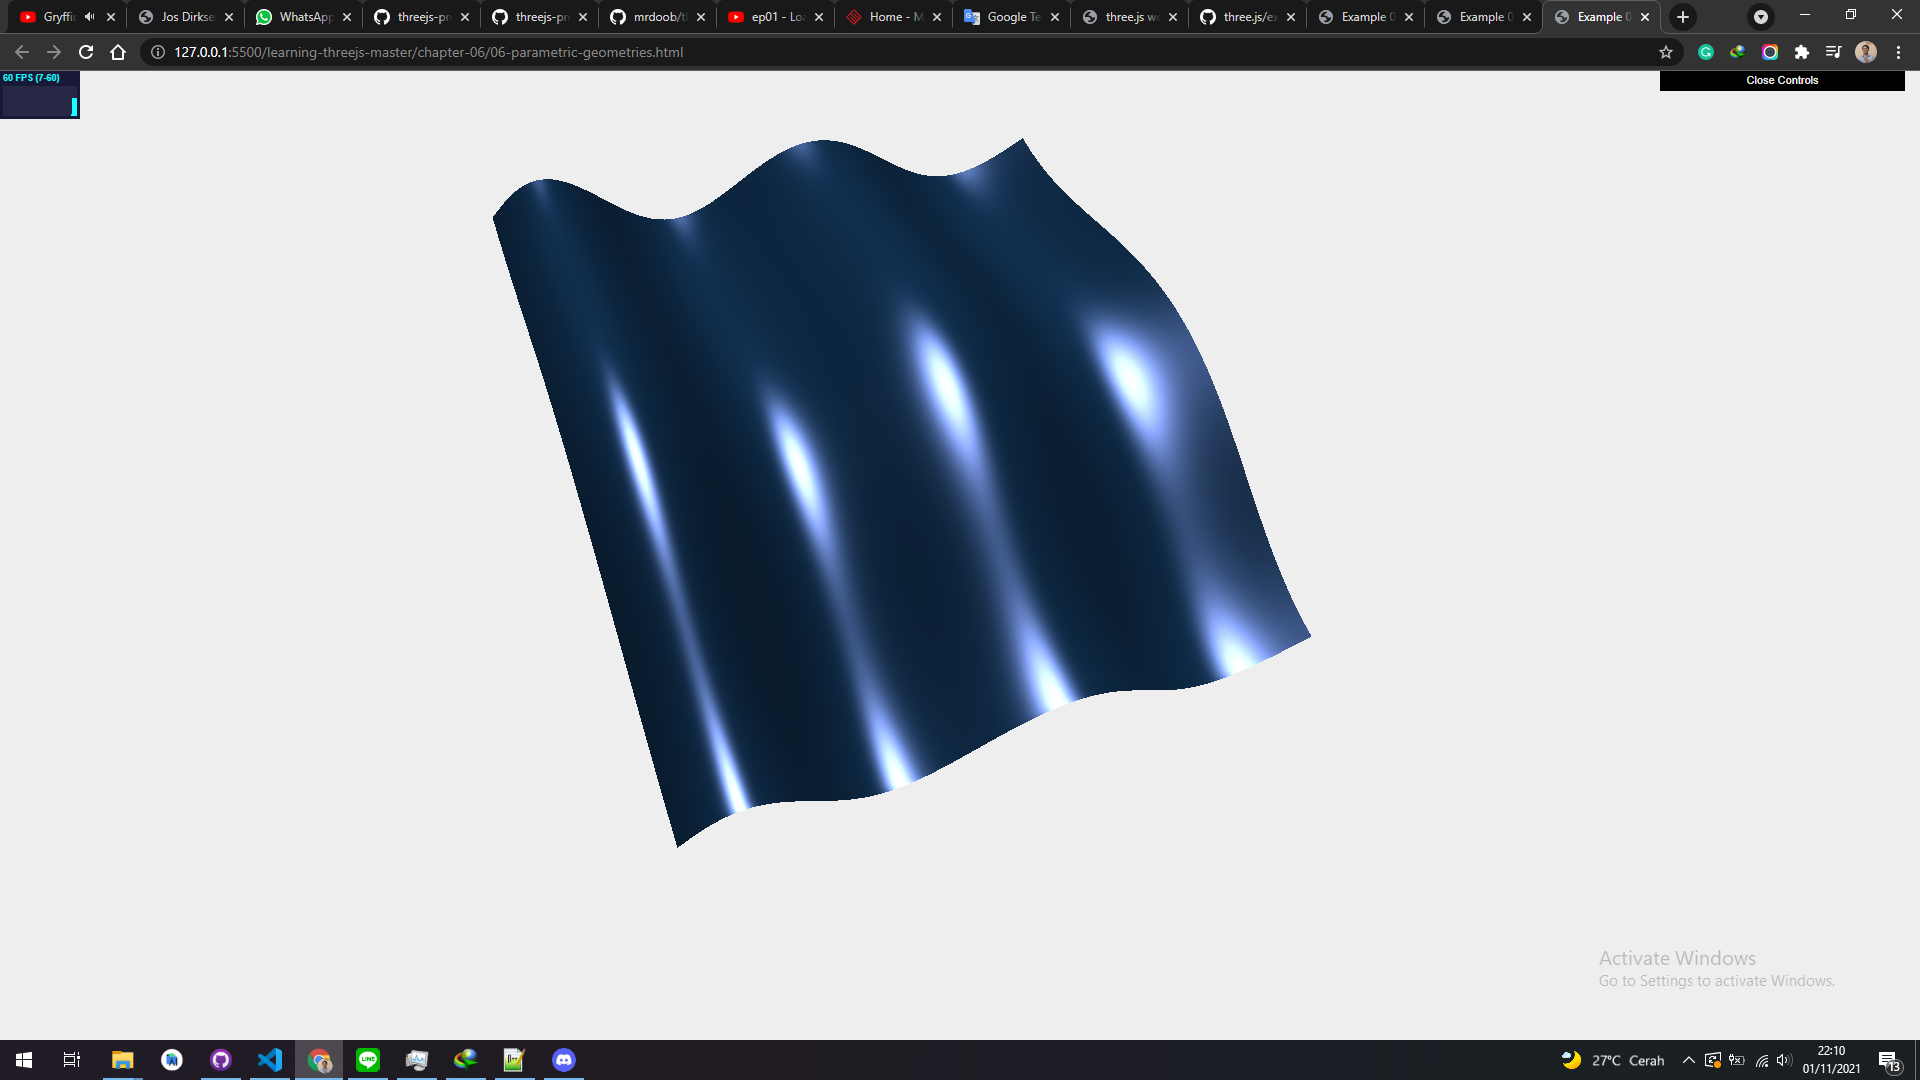 Gryffi
Jos Dirkse
WhatsApp
threejs-pr
threejs-pr
mrdoob/t
ep01 - Lo
Home - M
Google Te
three.js w
three.js/e
Example 0
Example 0
Example 0
127.0.0.1:5500/learning-threejs-master/chapter-06/06-parametric-geometries.html
60 FPS (7-60)
Close Controls
Activate Windows
Go to Settings to activate Windows.
LINE
27°C Cerah
22:10
01/11/2021
13